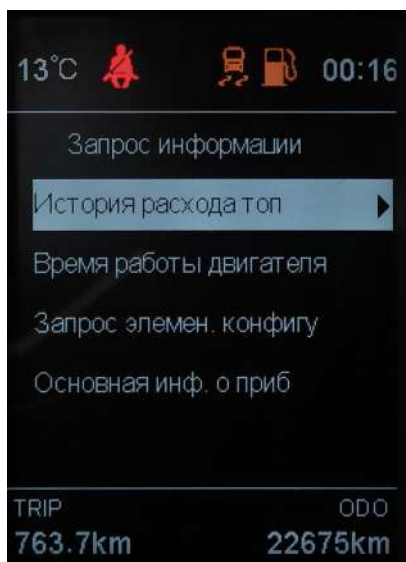 13°C 00:16
Запрос информации
История расхода топ
Время работы двигателя
Запрос элемен. конфигу
Основная инф. о приб
TRIP ODO
763.7km 22675km